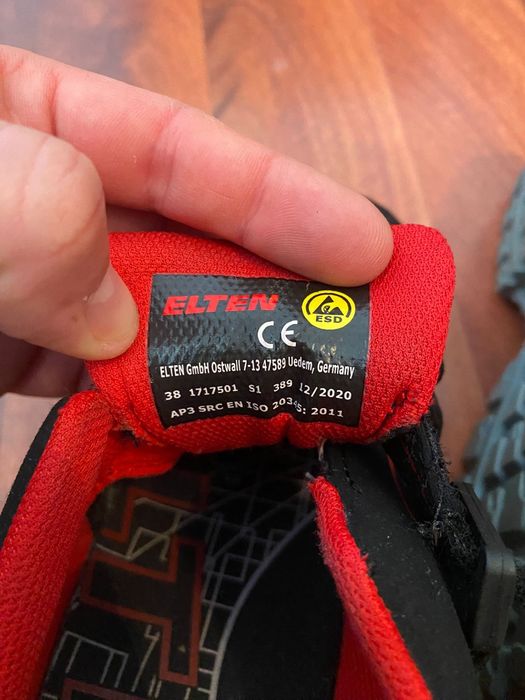 ELTEN
ESD
CE
ELTEN GmbH Ostwall 7-13 47589 Uedem, Germany
38 1717501 S1 389 12/2020
AP3 SRC EN ISO 20345: 2011